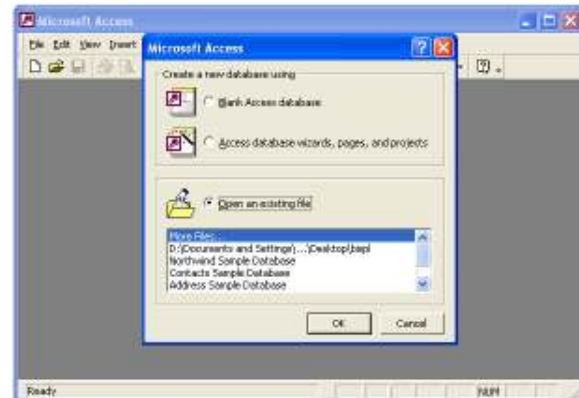 Microsoft Access
File Edit View Insert
Microsoft Access
Create a new database using
Blank Access database
Access database wizards, pages, and projects
Open an existing file
More Files...
D:\Documents and Settings\...\Desktop\bspl
Northwind Sample Database
Contacts Sample Database
Address Sample Database
OK Cancel
Ready NUM